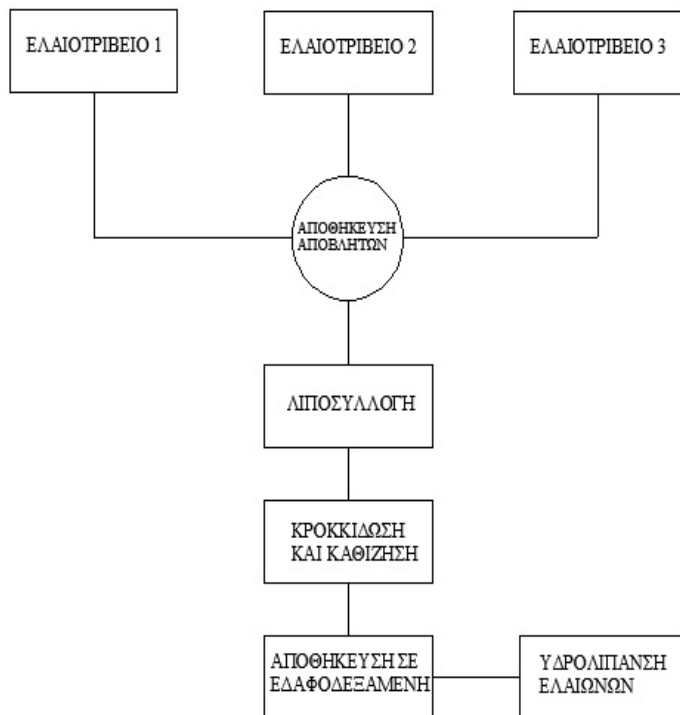 ΕΛΑΙΟΤΡΙΒΕΙΟ 1
ΕΛΑΙΟΤΡΙΒΕΙΟ 2
ΕΛΑΙΟΤΡΙΒΕΙΟ 3
ΑΠΟΘΗΚΕΥΣΗ
ΑΠΟΒΛΗΤΩΝ
ΛΙΠΟΣΥΛΛΟΓΗ
ΚΡΟΚΚΙΔΩΣΗ
ΚΑΙ ΚΑΘΙΖΗΣΗ
ΑΠΟΘΗΚΕΥΣΗ ΣΕ
ΕΔΑΦΟΔΕΞΑΜΕΝΗ
ΥΔΡΟΛΙΠΑΝΣΗ
ΕΛΑΙΩΝΩΝ